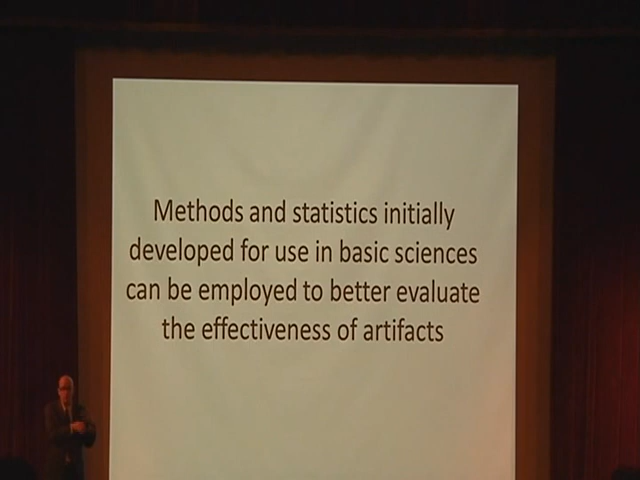 Methods and statistics initially
developed for use in basic sciences
can be employed to better evaluate
the effectiveness of artifacts